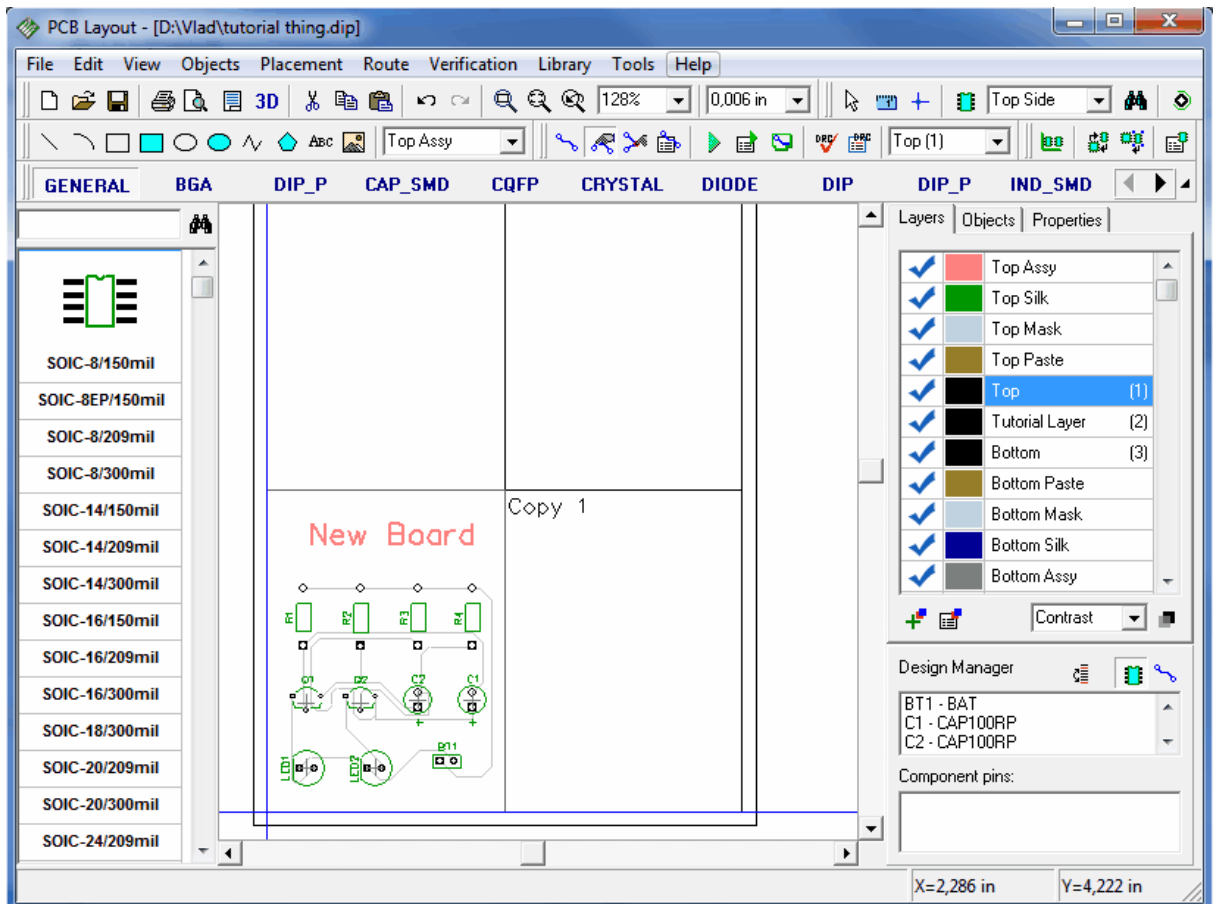 PCB Layout - [D:\Vlad\tutorial thing.dip]
File Edit View Objects Placement Route Verification Library Tools Help
3D 128% 0,006 in Top Side
ABC Top Assy DRC DRC Top (1)
GENERAL BGA DIP_P CAP_SMD CQFP CRYSTAL DIODE DIP DIP_P IND_SMD
SOIC-8/150mil
SOIC-8EP/150mil
SOIC-8/209mil
SOIC-8/300mil
SOIC-14/150mil
SOIC-14/209mil
SOIC-14/300mil
SOIC-16/150mil
SOIC-16/209mil
SOIC-16/300mil
SOIC-18/300mil
SOIC-20/209mil
SOIC-20/300mil
SOIC-24/209mil
Copy 1
New Board
R1 R2 R3 R4
Q1 Q2 C2 C1
+ +
LED1 LED2 BT1
Layers Objects Properties
Top Assy
Top Silk
Top Mask
Top Paste
Top (1)
Tutorial Layer (2)
Bottom (3)
Bottom Paste
Bottom Mask
Bottom Silk
Bottom Assy
Contrast
Design Manager
BT1 - BAT
C1 - CAP100RP
C2 - CAP100RP
Component pins:
X=2,286 in Y=4,222 in